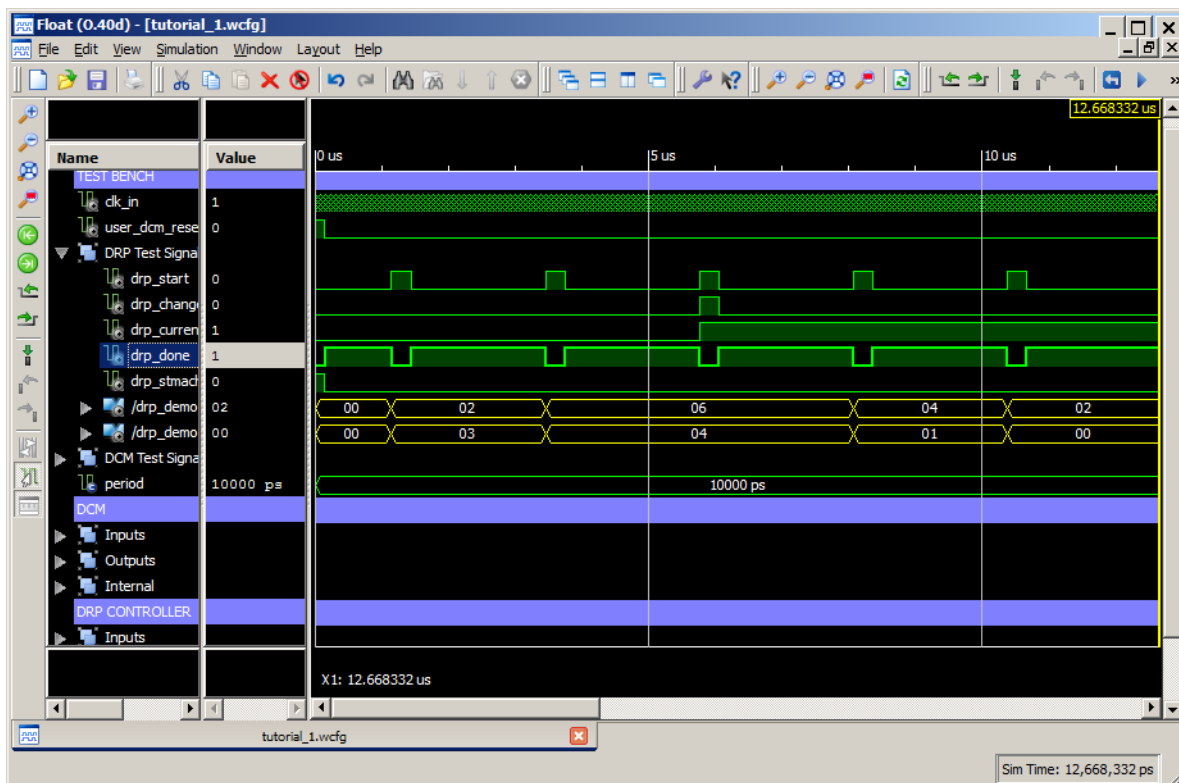 Float (0.40d) - [tutorial_1.wcfg]
File Edit View Simulation Window Layout Help
12.668332 us
Name Value 0 us 5 us 10 us
TEST BENCH
clk_in 1
user_dcm_rese 0
DRP Test Signa
drp_start 0
drp_change 0
drp_curren 1
drp_done 1
drp_stmach 0
/drp_demo 02 00 02 06 04 02
/drp_demo 00 00 03 04 01 00
DCM Test Signa
period 10000 ps 10000 ps
DCM
Inputs
Outputs
Internal
DRP CONTROLLER
Inputs
X1: 12.668332 us
tutorial_1.wcfg
Sim Time: 12,668,332 ps